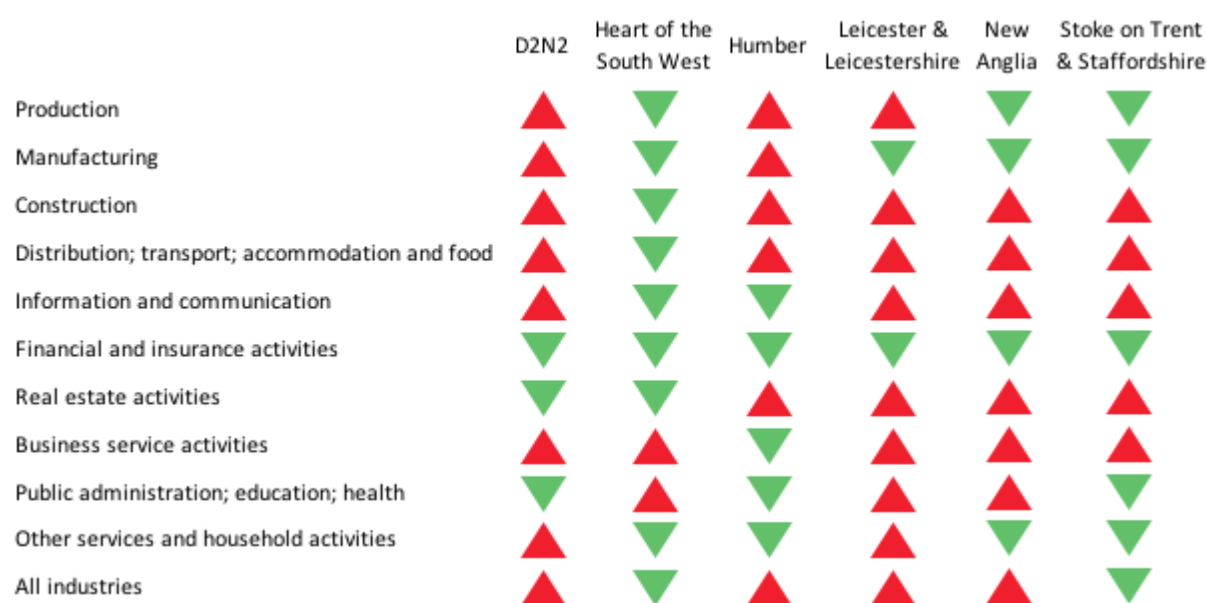 D2N2
Heart of the
South West
Humber
Leicester &
Leicestershire
New
Anglia
Stoke on Trent
& Staffordshire
Production
Manufacturing
Construction
Distribution; transport; accommodation and food
Information and communication
Financial and insurance activities
Real estate activities
Business service activities
Public administration; education; health
Other services and household activities
All industries